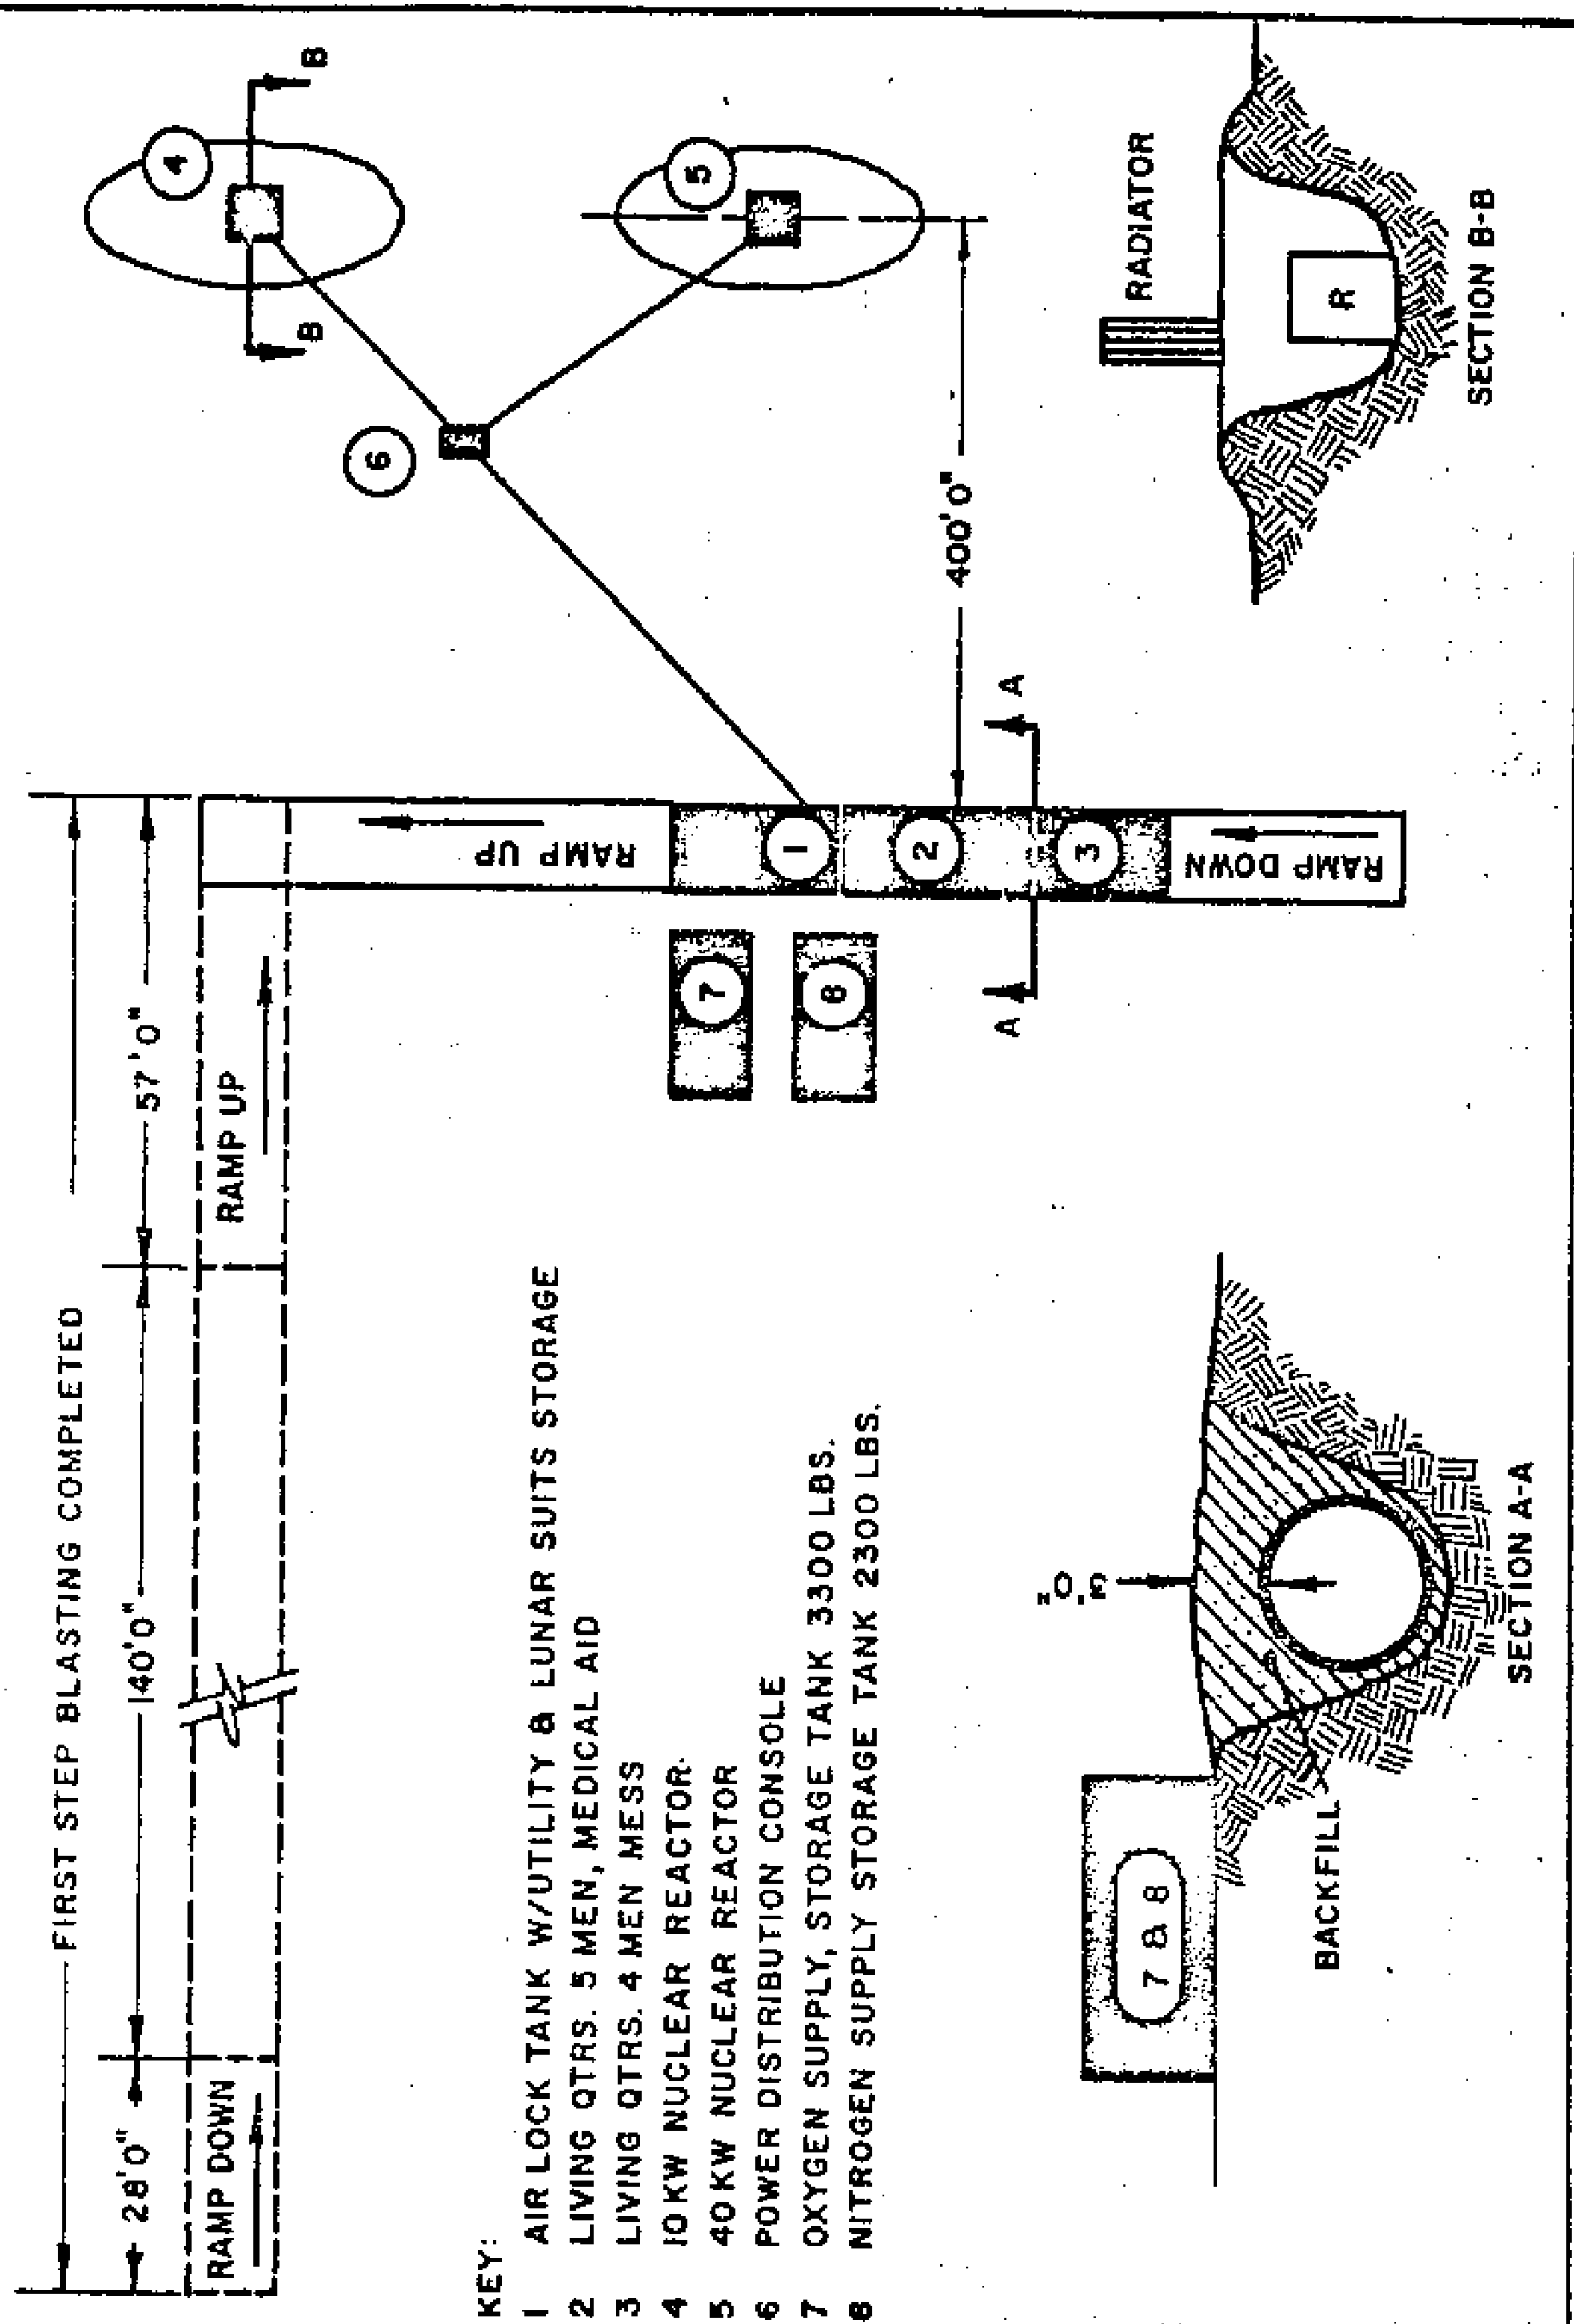 FIRST STEP BLASTING COMPLETED
28'0"
140'0"
57'0"
RAMP DOWN
RAMP UP
RAMP UP
B
B
4
5
6
400'0"
1
2
3
RAMP DOWN
7
8
A
A
KEY:
1 AIR LOCK TANK W/UTILITY & LUNAR SUITS STORAGE
2 LIVING QTRS. 5 MEN, MEDICAL AID
3 LIVING QTRS. 4 MEN MESS
4 10 KW NUCLEAR REACTOR
5 40 KW NUCLEAR REACTOR
6 POWER DISTRIBUTION CONSOLE
7 OXYGEN SUPPLY, STORAGE TANK 3300 LBS.
8 NITROGEN SUPPLY STORAGE TANK 2300 LBS.
7 & 8
3'0"
BACKFILL
SECTION A-A
RADIATOR
R
SECTION B-B